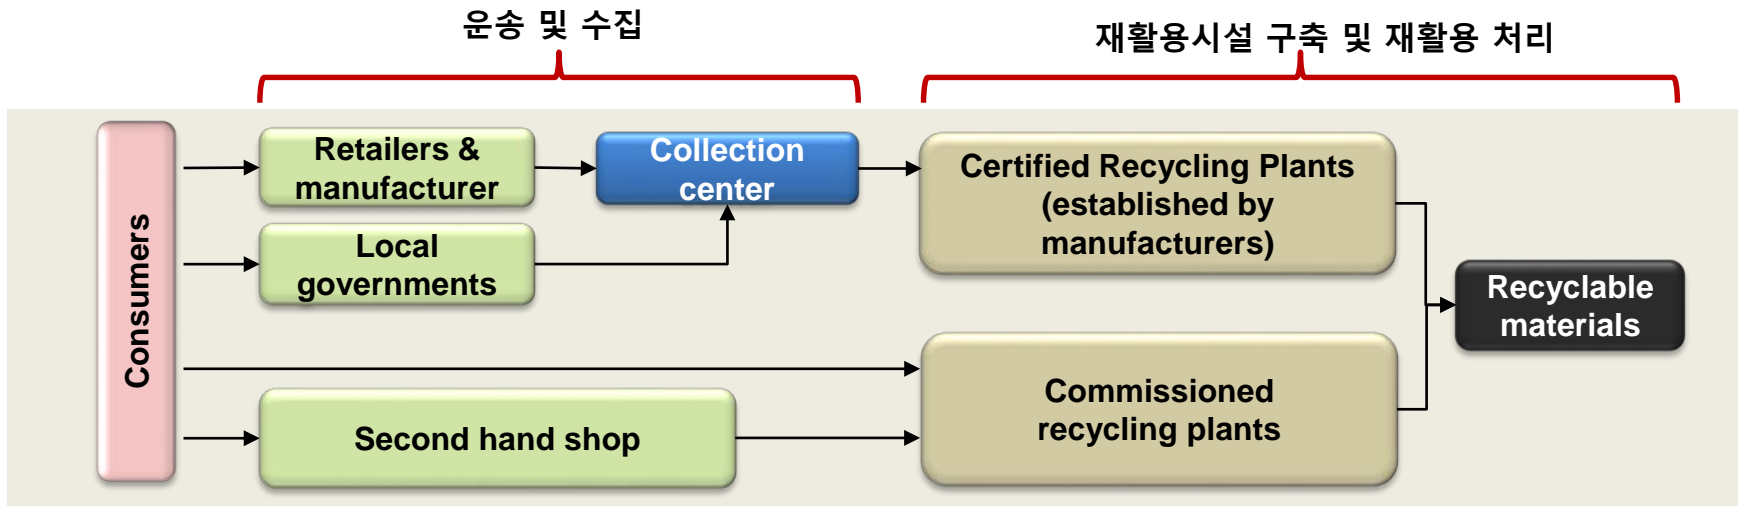 운송 및 수집
재활용시설 구축 및 재활용 처리
Consumers
Retailers &
manufacturer
Collection
center
Local
governments
Second hand shop
Certified Recycling Plants
(established by
manufacturers)
Commissioned
recycling plants
Recyclable
materials